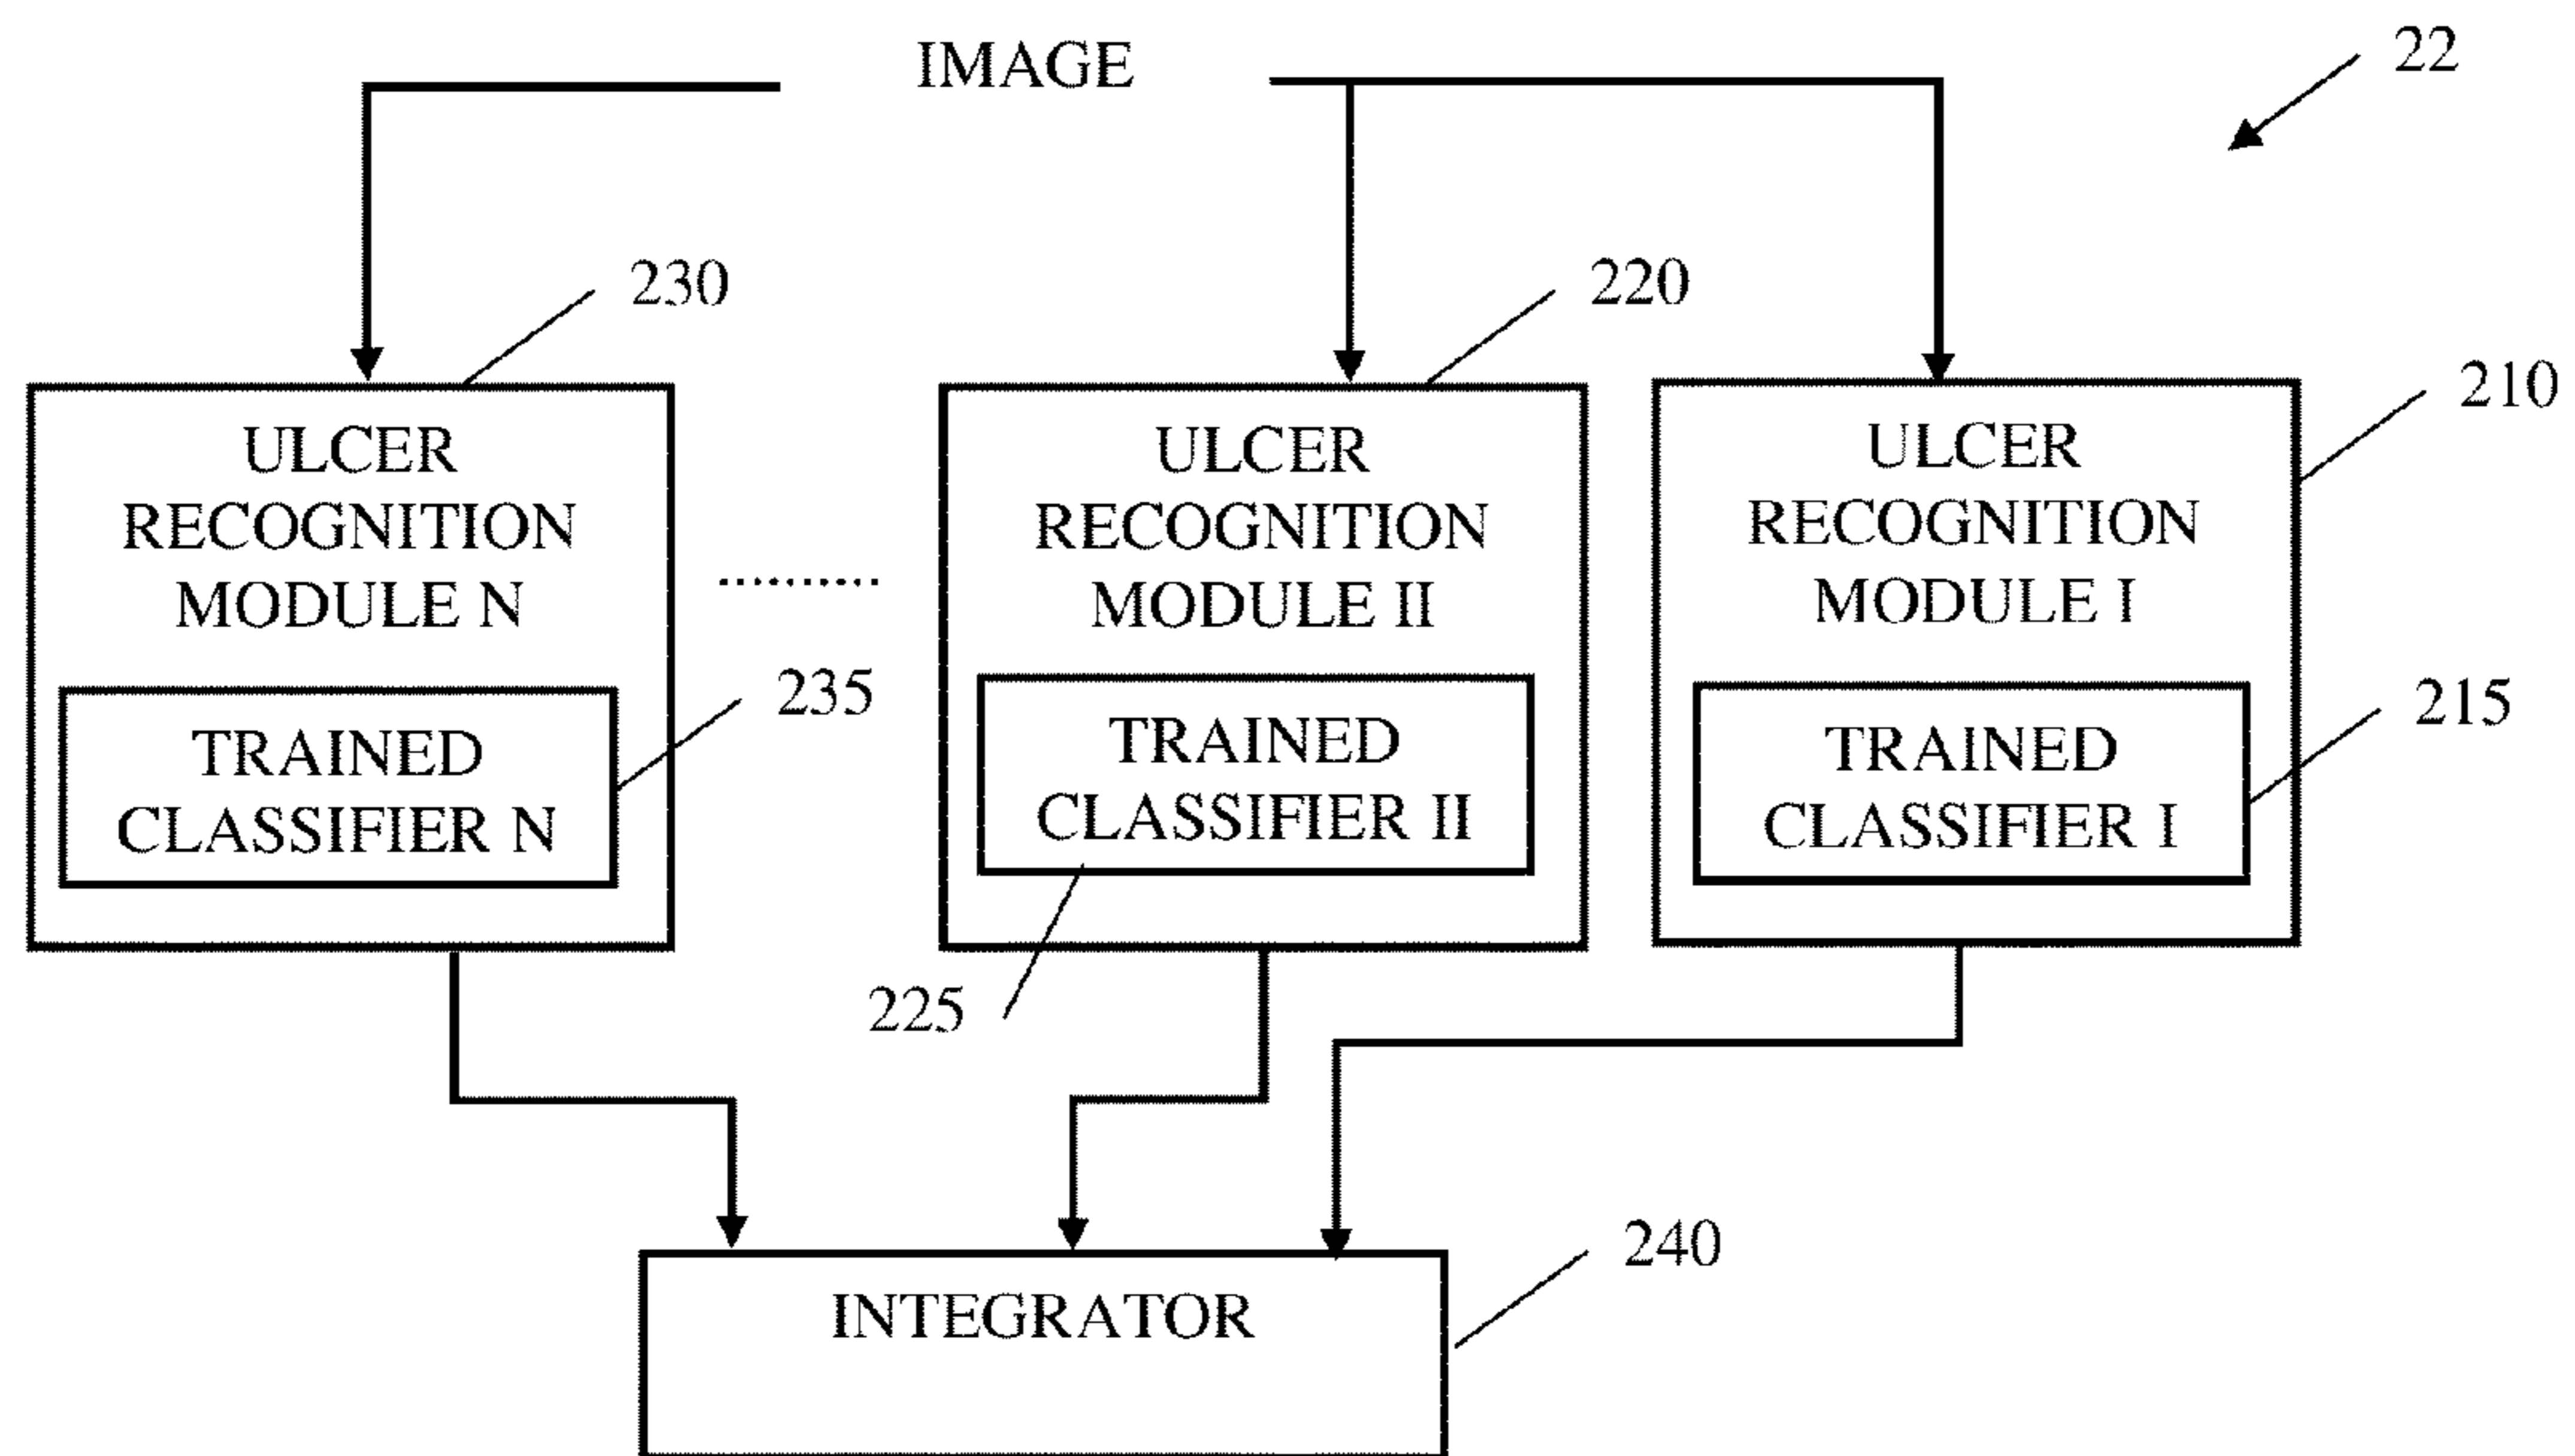 IMAGE
22
230
220
210
ULCER
RECOGNITION
MODULE N
235
TRAINED
CLASSIFIER N
ULCER
RECOGNITION
MODULE II
TRAINED
CLASSIFIER II
225
ULCER
RECOGNITION
MODULE I
215
TRAINED
CLASSIFIER I
240
INTEGRATOR